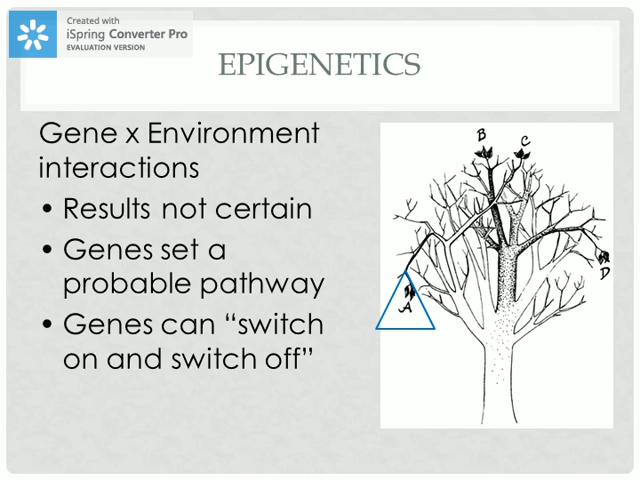 Created with
iSpring Converter Pro
EVALUATION VERSION
EPIGENETICS
Gene x Environment
interactions
• Results not certain
• Genes set a
probable pathway
• Genes can “switch
on and switch off”
B
C
D
A